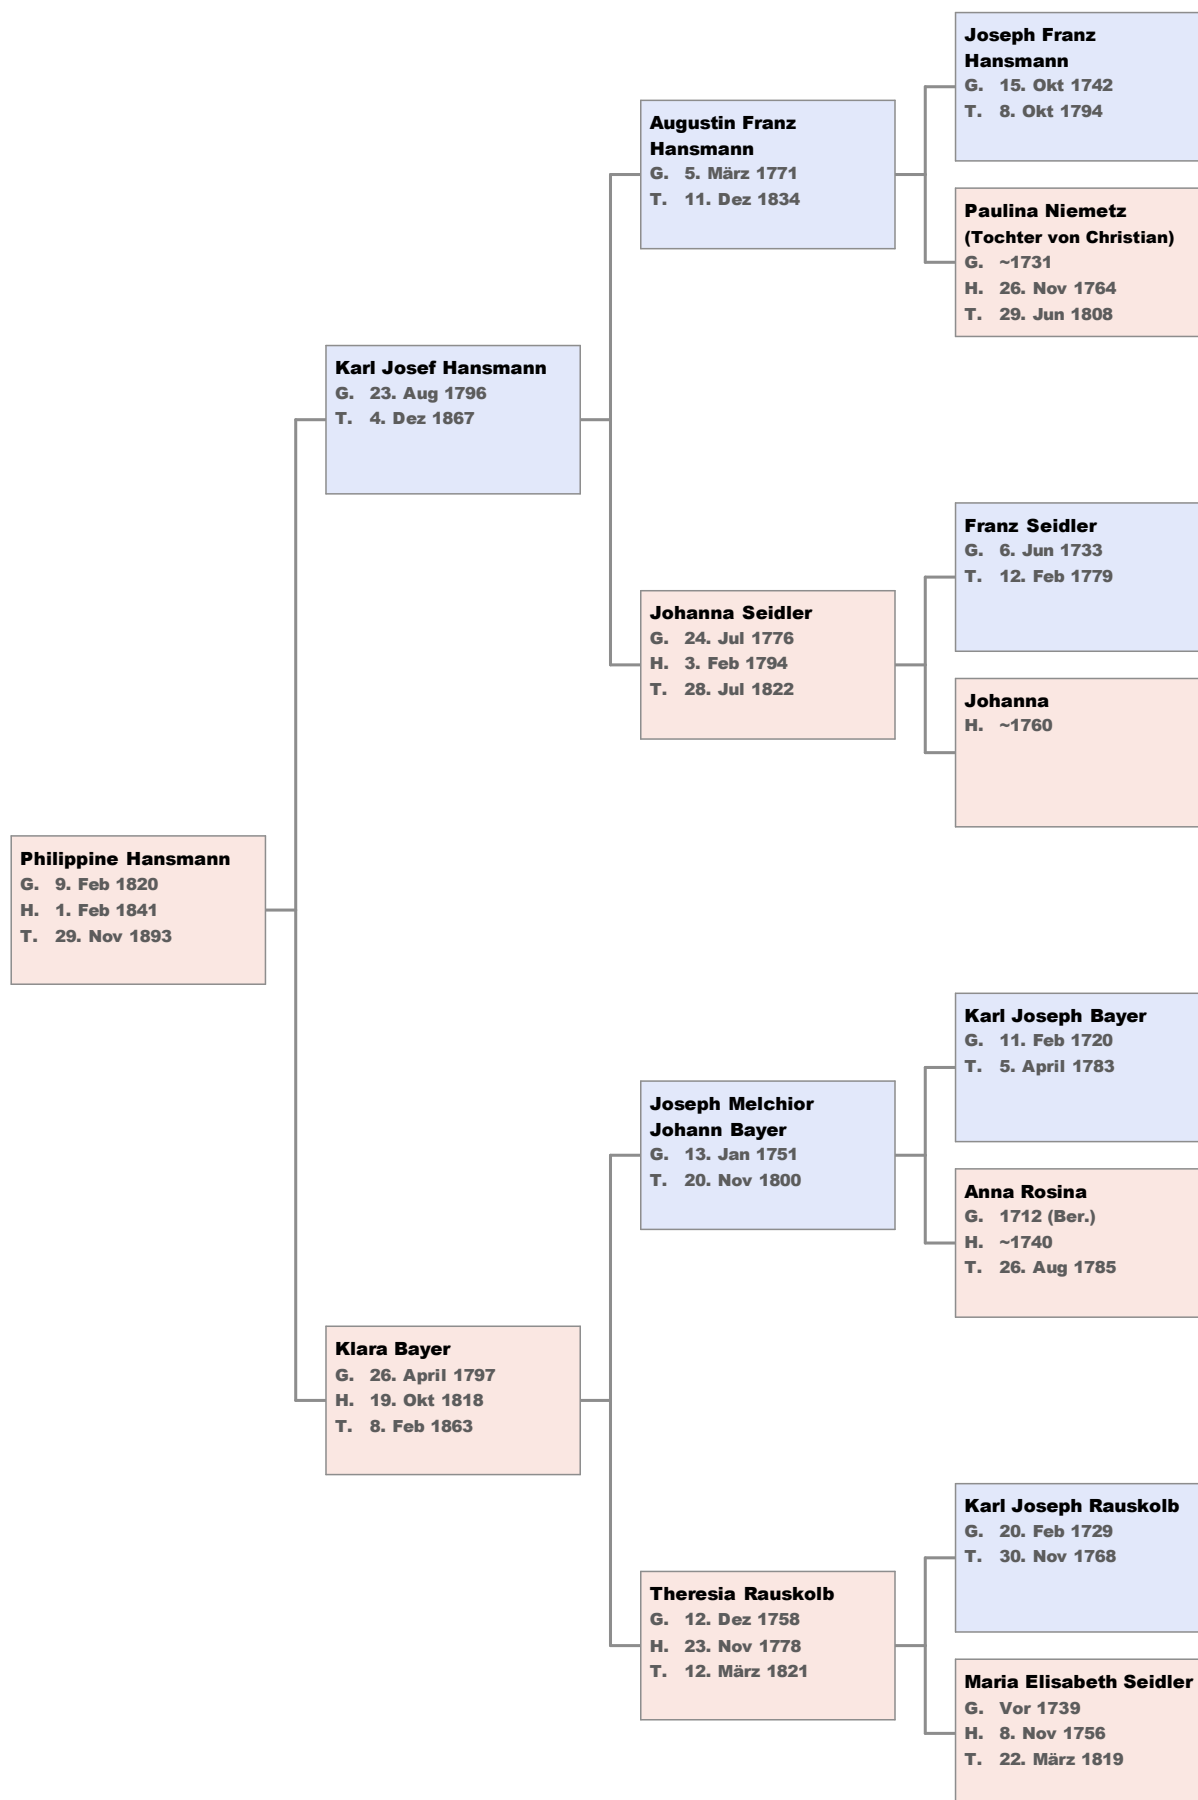 Joseph Franz
Hansmann
G. 15. Okt 1742
T. 8. Okt 1794
Augustin Franz
Hansmann
G. 5. März 1771
T. 11. Dez 1834
Paulina Niemetz
(Tochter von Christian)
G. ~1731
H. 26. Nov 1764
T. 29. Jun 1808
Karl Josef Hansmann
G. 23. Aug 1796
T. 4. Dez 1867
Franz Seidler
G. 6. Jun 1733
T. 12. Feb 1779
Johanna Seidler
G. 24. Jul 1776
H. 3. Feb 1794
T. 28. Jul 1822
Johanna
H. ~1760
Philippine Hansmann
G. 9. Feb 1820
H. 1. Feb 1841
T. 29. Nov 1893
Karl Joseph Bayer
G. 11. Feb 1720
T. 5. April 1783
Joseph Melchior
Johann Bayer
G. 13. Jan 1751
T. 20. Nov 1800
Anna Rosina
G. 1712 (Ber.)
H. ~1740
T. 26. Aug 1785
Klara Bayer
G. 26. April 1797
H. 19. Okt 1818
T. 8. Feb 1863
Karl Joseph Rauskolb
G. 20. Feb 1729
T. 30. Nov 1768
Theresia Rauskolb
G. 12. Dez 1758
H. 23. Nov 1778
T. 12. März 1821
Maria Elisabeth Seidler
G. Vor 1739
H. 8. Nov 1756
T. 22. März 1819